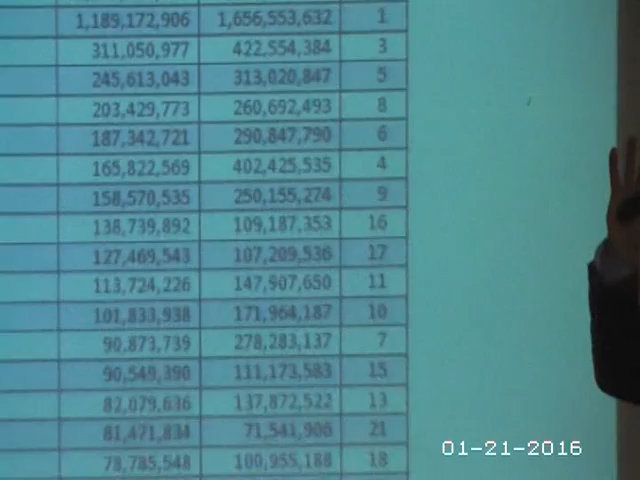 1,189,172,906 1,656,553,632 1
311,050,977 422,554,384 3
245,613,043 313,020,847 5
203,429,773 260,692,493 8
187,342,721 290,847,790 6
165,822,569 402,425,535 4
158,570,535 250,155,274 9
138,739,892 109,187,353 16
127,469,543 107,209,536 17
113,724,226 147,907,650 11
101,833,938 171,964,187 10
90,873,739 278,283,137 7
90,549,390 111,173,583 15
82,079,636 137,872,522 13
81,471,834 71,541,906 21
78,785,548 100,955,188 18
01-21-2016